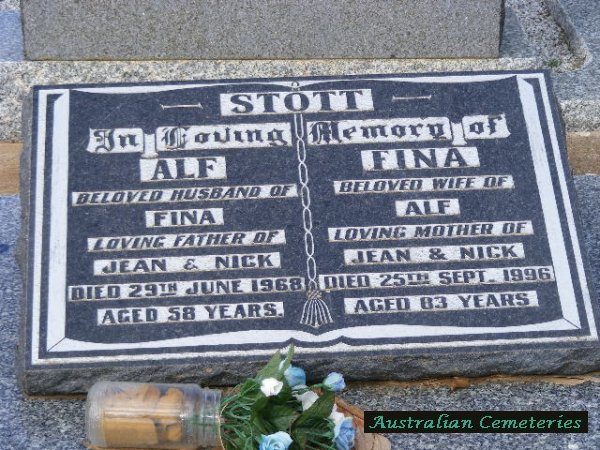 STOTT
In Loving Memory of
ALF
BELOVED HUSBAND OF
FINA
LOVING FATHER OF
JEAN & NICK
DIED 29TH JUNE 1968
AGED 58 YEARS.
FINA
BELOVED WIFE OF
ALF
LOVING MOTHER OF
JEAN & NICK
DIED 25TH SEPT. 1996
AGED 83 YEARS
Australian Cemeteries